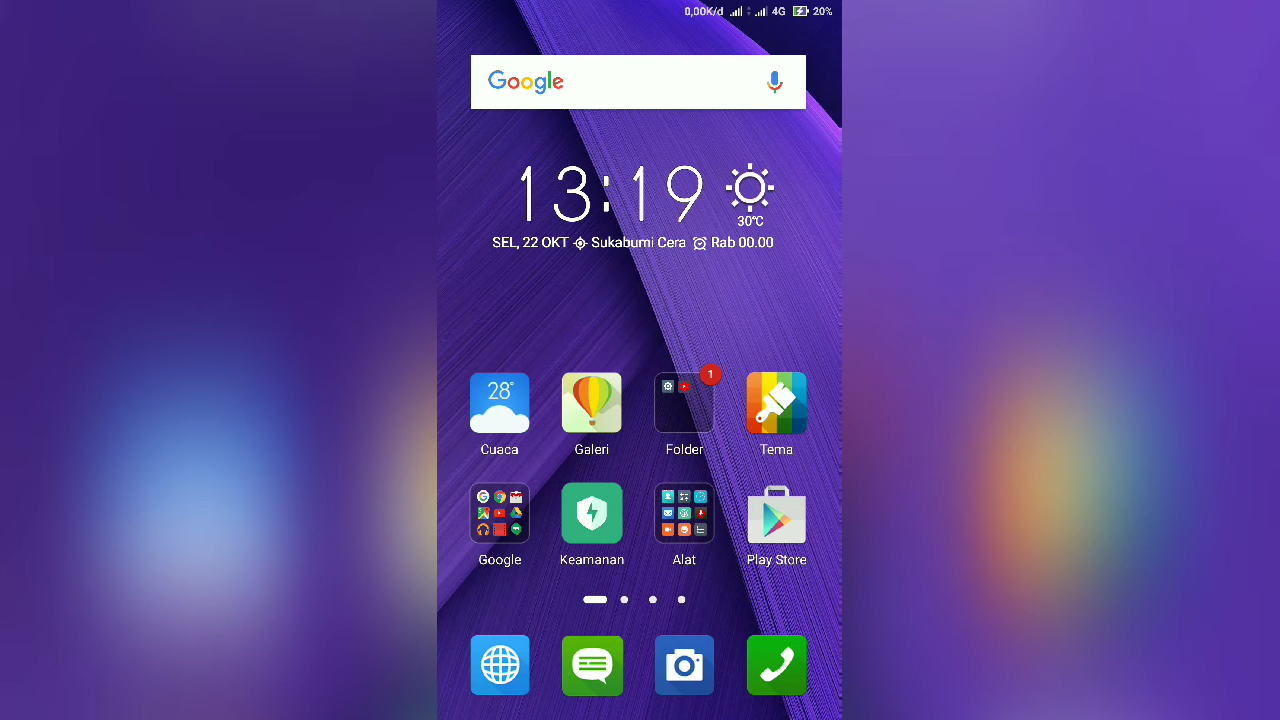 0,00K/d 4G 20%
Google
13:19
30°C
SEL, 22 OKT Sukabumi Cera Rab 00.00
28°
1
Cuaca Galeri Folder Tema
Google Keamanan Alat Play Store